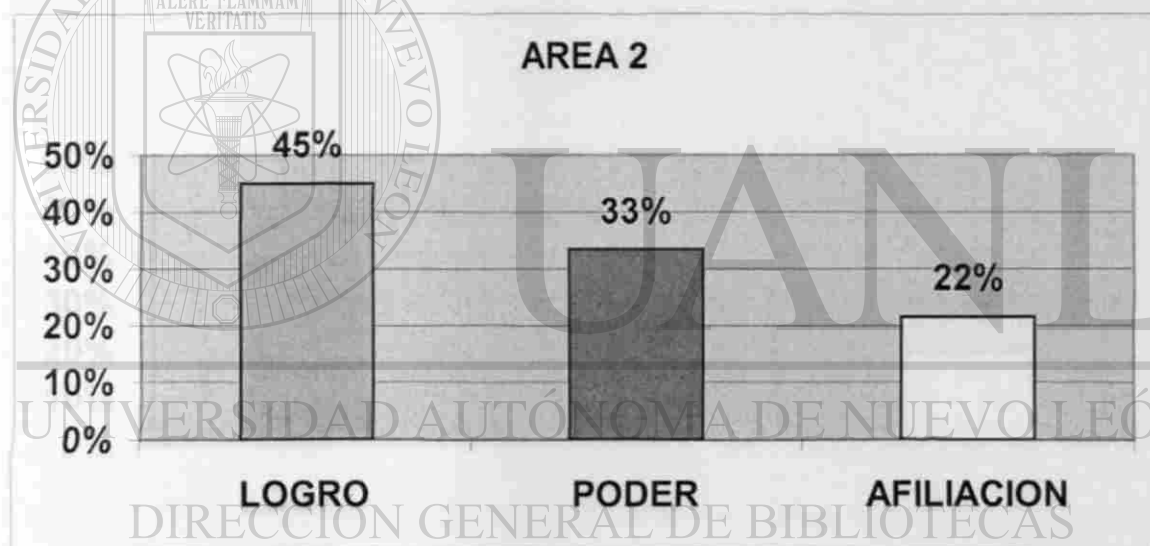 ALERE FLAMMAM
VERITATIS
AREA 2
50%
40%
30%
20%
10%
0%
45%
33%
22%
LOGRO
PODER
AFILIACION
UANL
UNIVERSIDAD AUTÓNOMA DE NUEVO LEÓ
DIRECCIÓN GENERAL DE BIBLIOTECAS